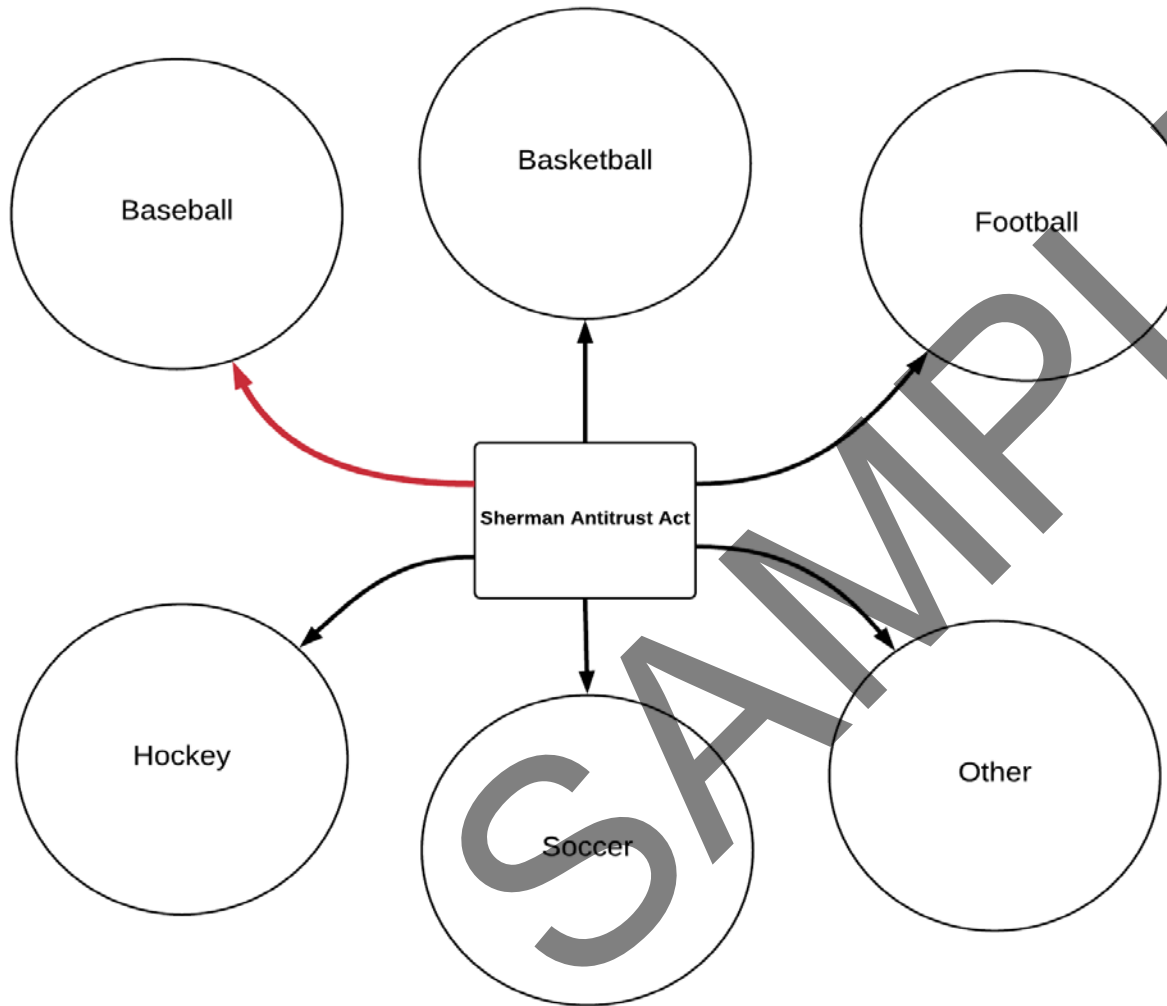 Baseball
Basketball
Football
Sherman Antitrust Act
Hockey
Soccer
Other
SAMPL